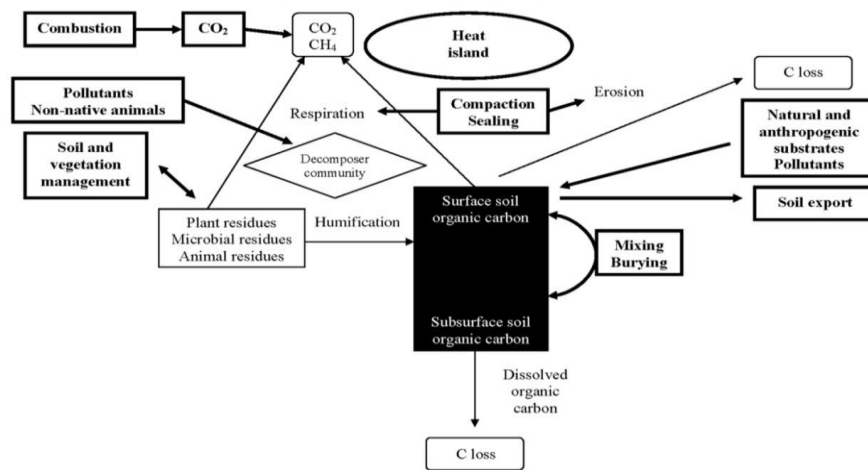 Combustion
CO₂
CO₂
CH₄
Heat
island
C loss
Pollutants
Non-native animals
Respiration
Compaction
Sealing
Erosion
Natural and
anthropogenic
substrates
Pollutants
Soil and
vegetation
management
Decomposer
community
Surface soil
organic carbon
Soil export
Plant residues
Microbial residues
Animal residues
Humification
Mixing
Burying
Subsurface soil
organic carbon
Dissolved
organic
carbon
C loss